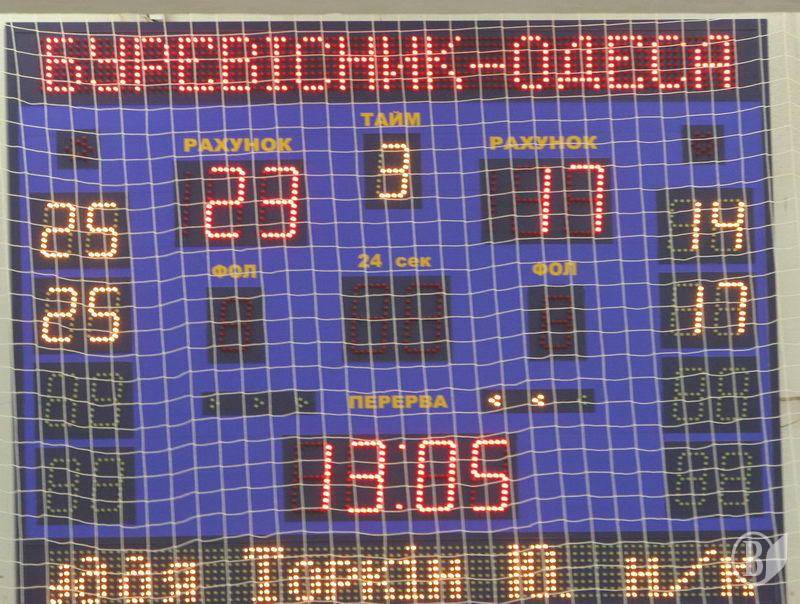 БУРЕВІСНИК-ОДЕСА
ТАЙМ
РАХУНОК 3 РАХУНОК
23 17
25 14
ФОЛ 24 сек ФОЛ
25 17
ПЕРЕРВА
13:05
Торкін Ю. н/к
В